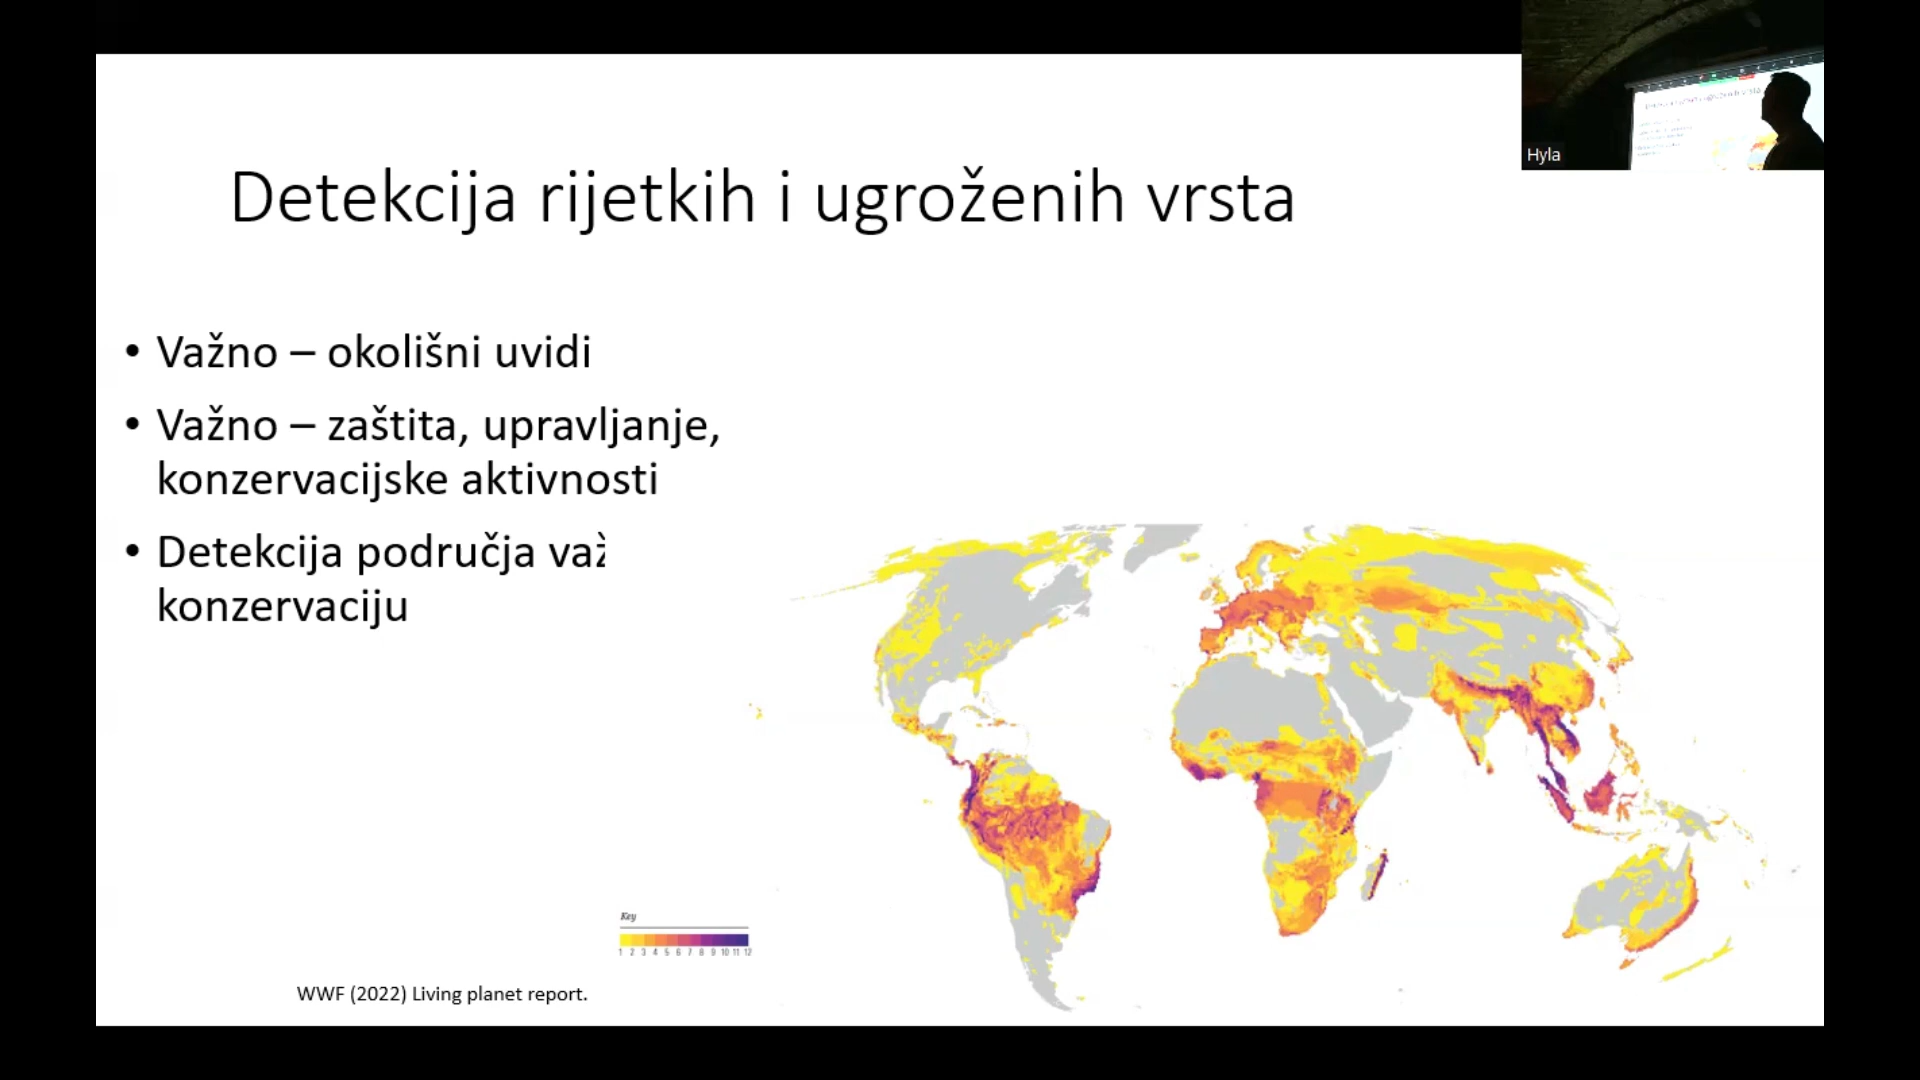 Hyla
Detekcija rijetkih i ugroženih vrsta
• Važno – okolišni uvidi
• Važno – zaštita, upravljanje,
konzervacijske aktivnosti
• Detekcija područja
konzervaciju
Key
1 2 3 4 5 6 7 8 9 10 11 12
WWF (2022) Living planet report.